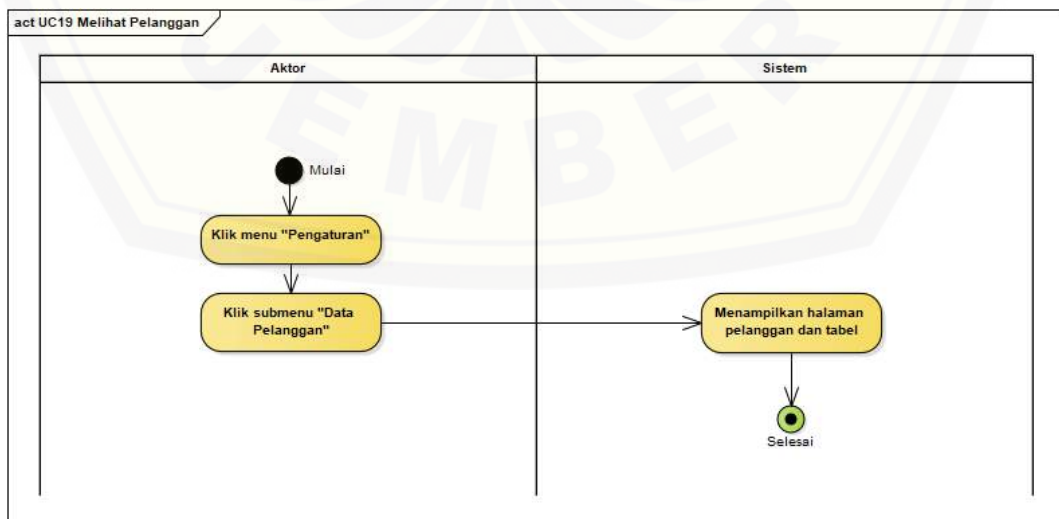 act UC19 Melihat Pelanggan
Aktor
Sistem
Mulai
Klik menu "Pengaturan"
Klik submenu "Data
Pelanggan"
Menampilkan halaman
pelanggan dan tabel
Selesai
EMBER